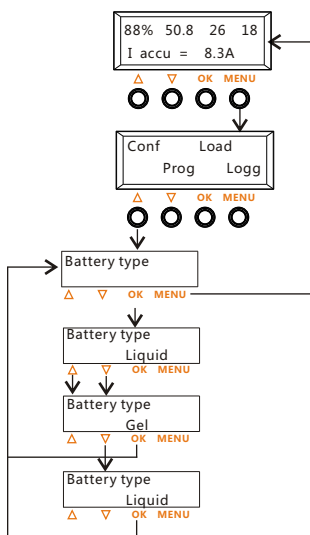 88% 50.8 26 18
I accu = 8.3A
△ ▽ OK MENU
Conf Load
Prog Logg
△ ▽ OK MENU
Battery type
△ ▽ OK MENU
Battery type
Liquid
△ ▽ OK MENU
Battery type
Gel
△ ▽ OK MENU
Battery type
Liquid
△ ▽ OK MENU